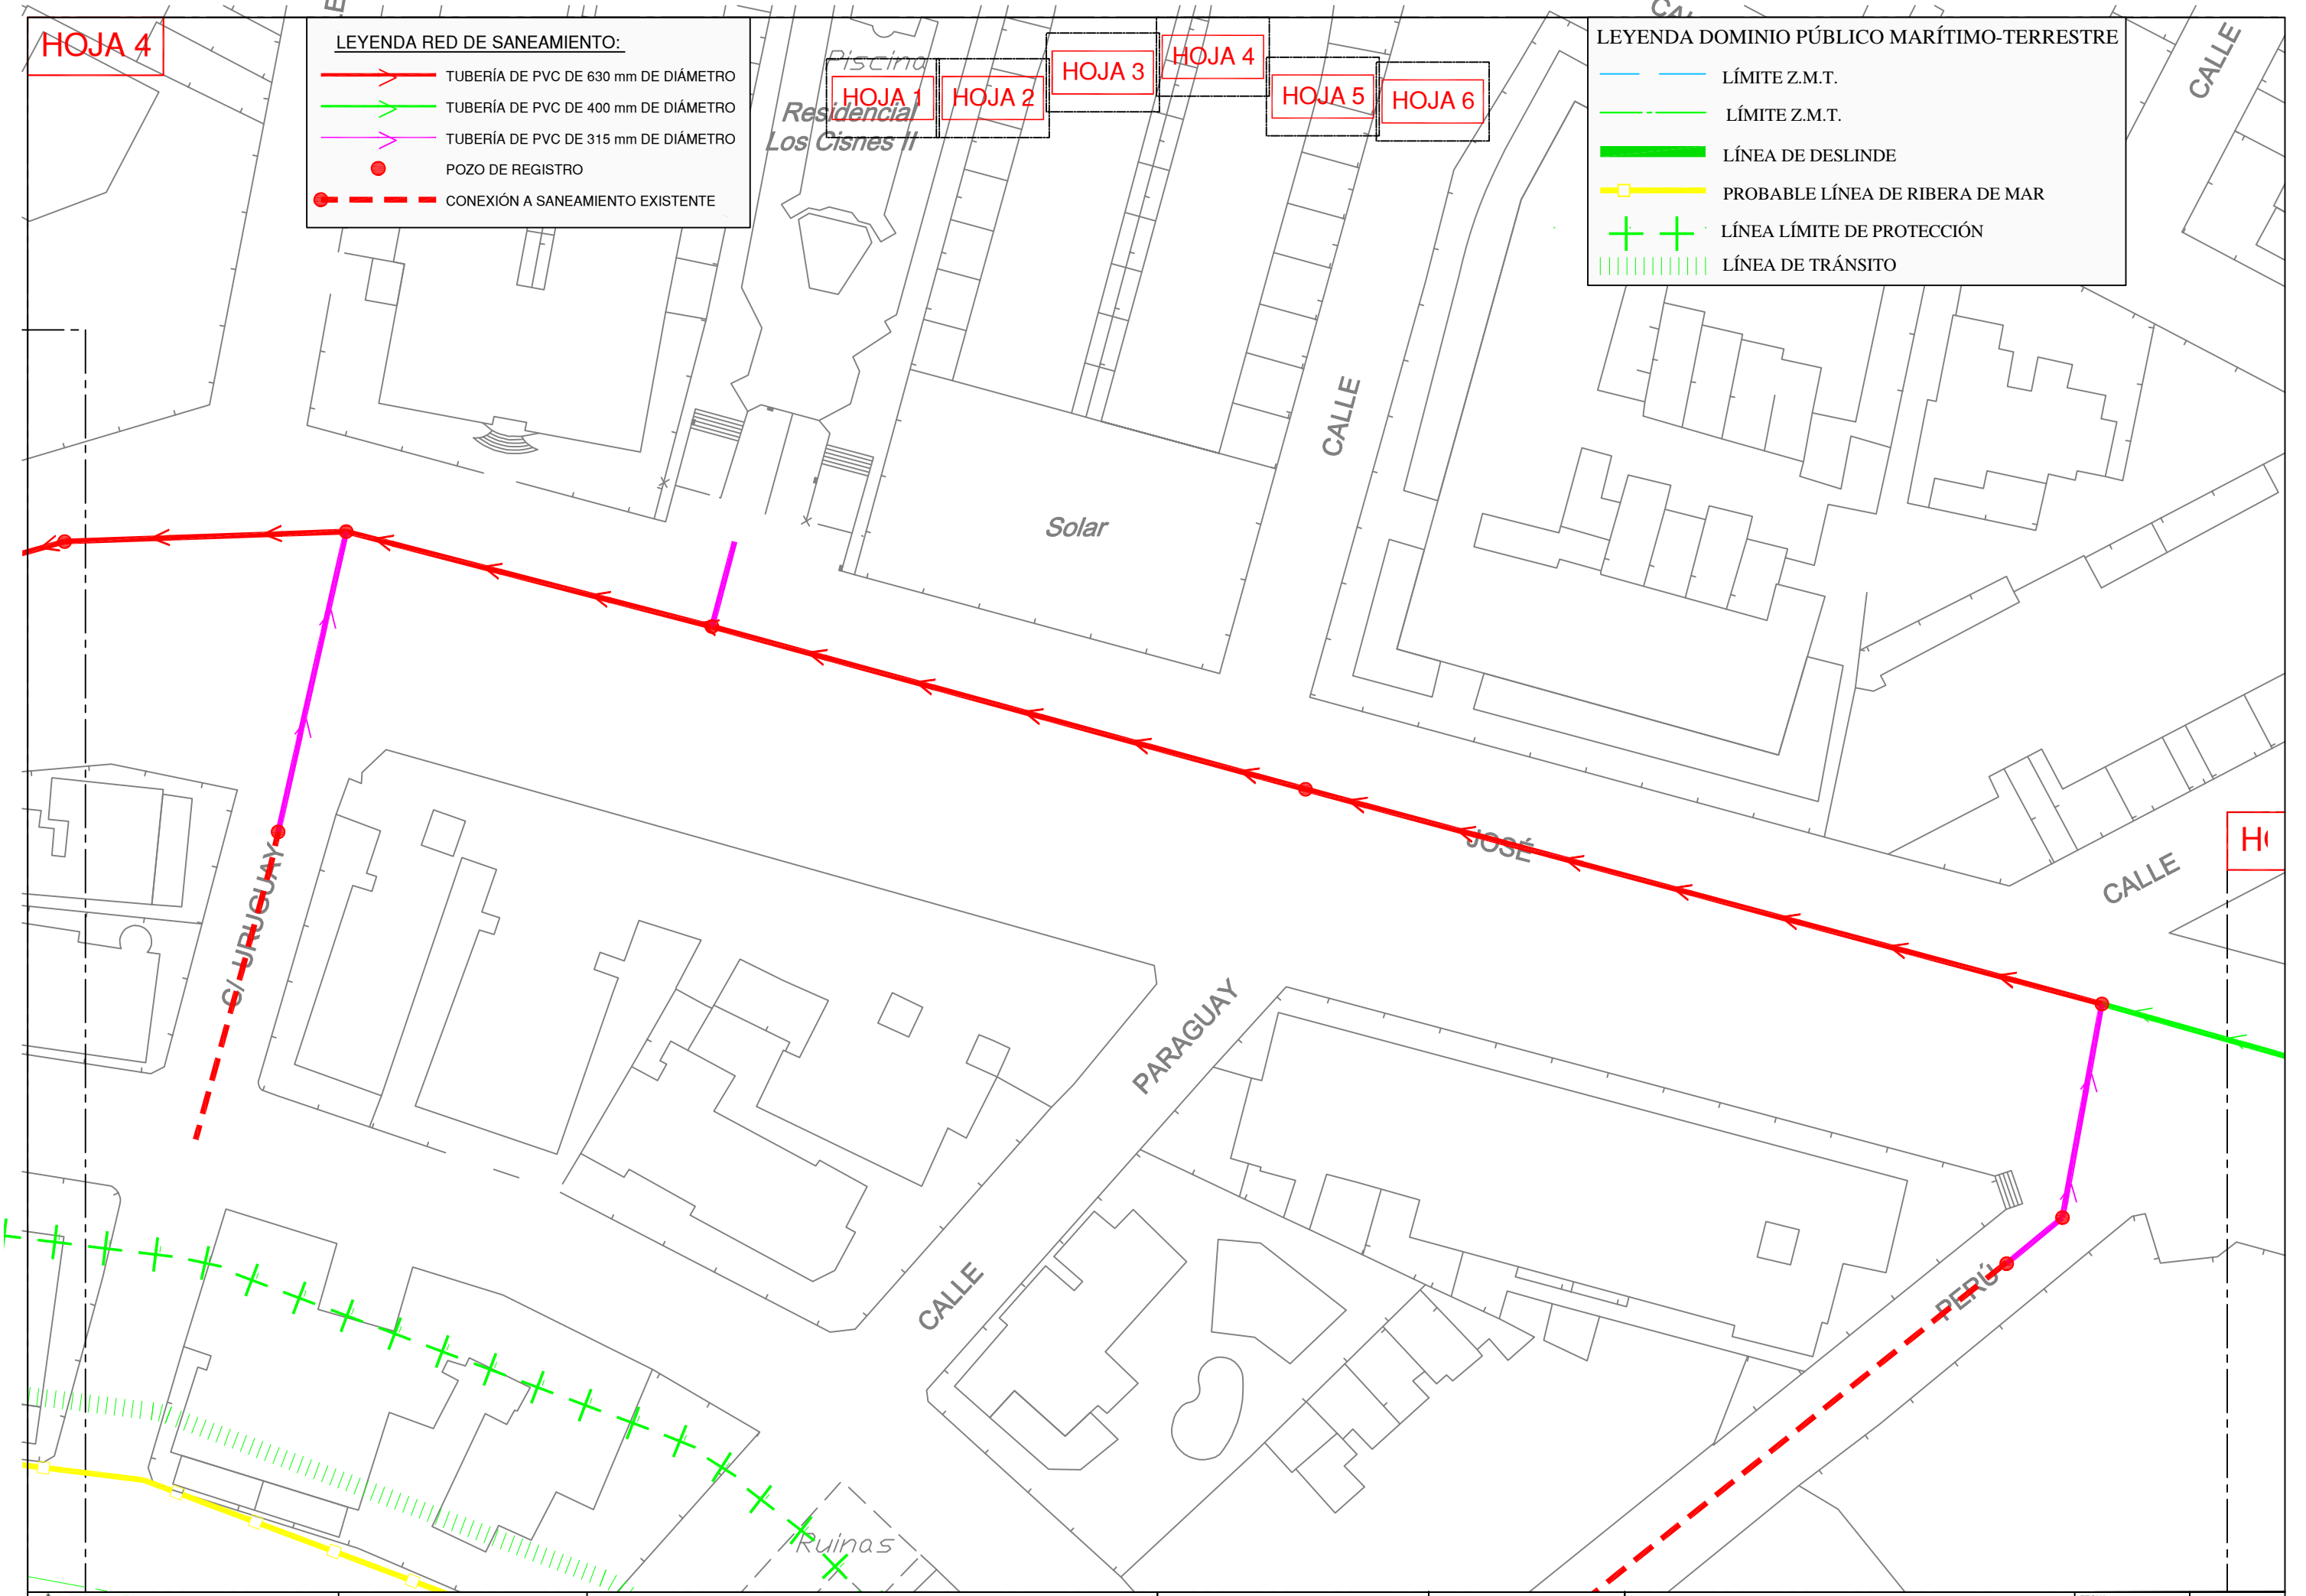 HOJA 4
LEYENDA RED DE SANEAMIENTO:
TUBERÍA DE PVC DE 630 mm DE DIÁMETRO
TUBERÍA DE PVC DE 400 mm DE DIÁMETRO
TUBERÍA DE PVC DE 315 mm DE DIÁMETRO
POZO DE REGISTRO
CONEXIÓN A SANEAMIENTO EXISTENTE
Piscina
Residencial
Los Cisnes II
HOJA 1
HOJA 2
HOJA 3
HOJA 4
HOJA 5
HOJA 6
LEYENDA DOMINIO PÚBLICO MARÍTIMO-TERRESTRE
LÍMITE Z.M.T.
LÍMITE Z.M.T.
LÍNEA DE DESLINDE
PROBABLE LÍNEA DE RIBERA DE MAR
LÍNEA LÍMITE DE PROTECCIÓN
LÍNEA DE TRÁNSITO
CALLE
CALLE
Solar
JOSÉ
CALLE
C/ URUGUAY
PARAGUAY
CALLE
PERÚ
Ruinas